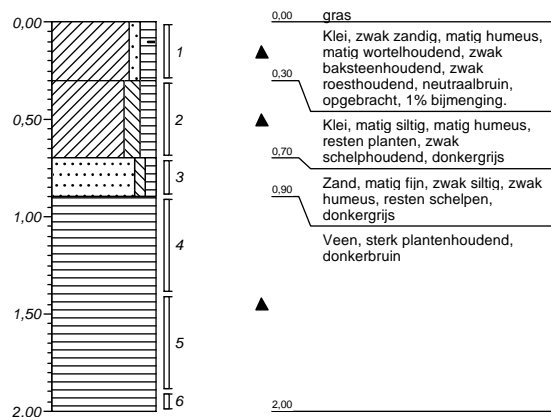 0,00
0,50
1,00
1,50
2,00
1
2
3
4
5
6
0,00
gras
Klei, zwak zandig, matig humeus,
matig wortelhoudend, zwak
baksteenhoudend, zwak
roesthoudend, neutraalbruin,
opgebracht, 1% bijmenging.
0,30
Klei, matig siltig, matig humeus,
resten planten, zwak
schelphoudend, donkergrijs
0,70
Zand, matig fijn, zwak siltig, zwak
humeus, resten schelpen,
donkergrijs
0,90
Veen, sterk plantenhoudend,
donkerbruin
2,00